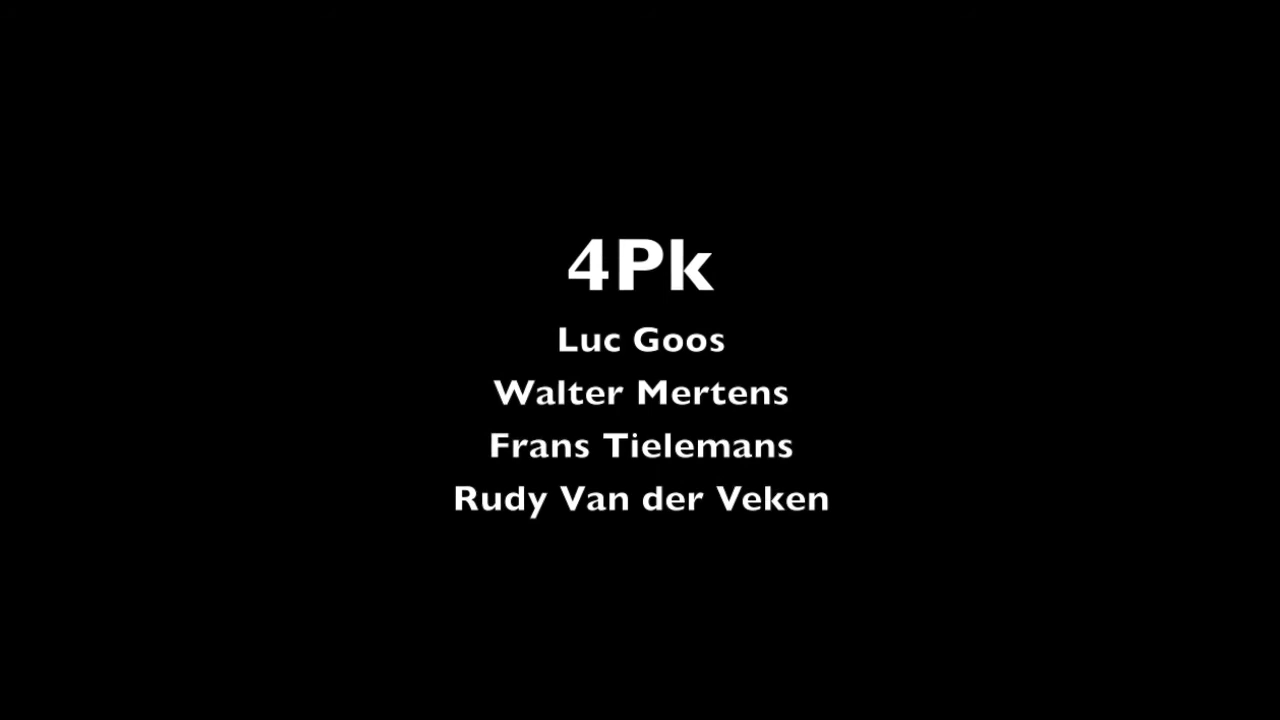 4Pk
Luc Goos
Walter Mertens
Frans Tielemans
Rudy Van der Veken